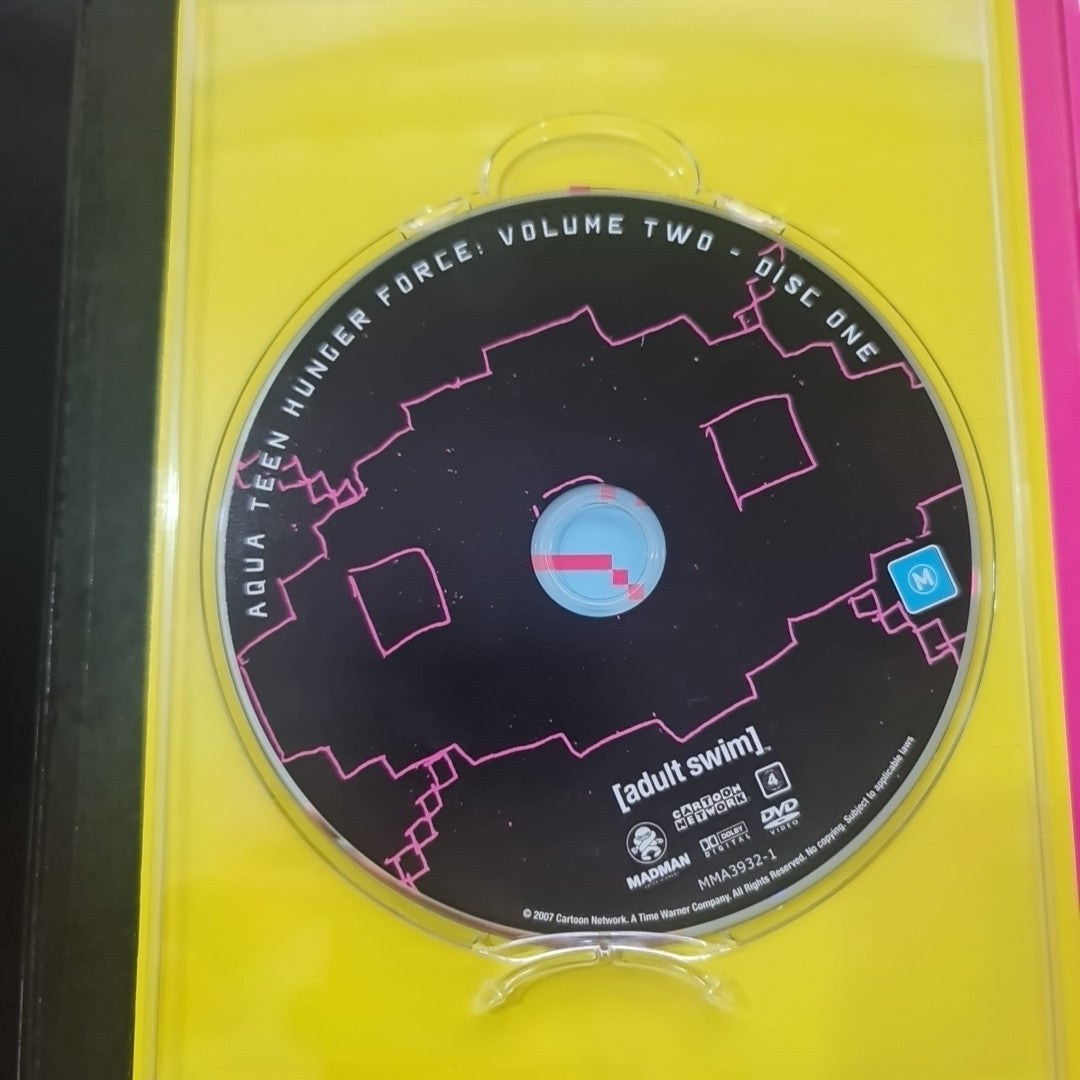 AQUA TEEN HUNGER FORCE: VOLUME TWO - DISC ONE
M
[adult swim]™
CARTOON
NETWORK
4
MADMAN
DOLBY
DIGITAL
DVD
VIDEO
MMA3932-1
© 2007 Cartoon Network. A Time Warner Company. All Rights Reserved. No copying. Subject to applicable laws